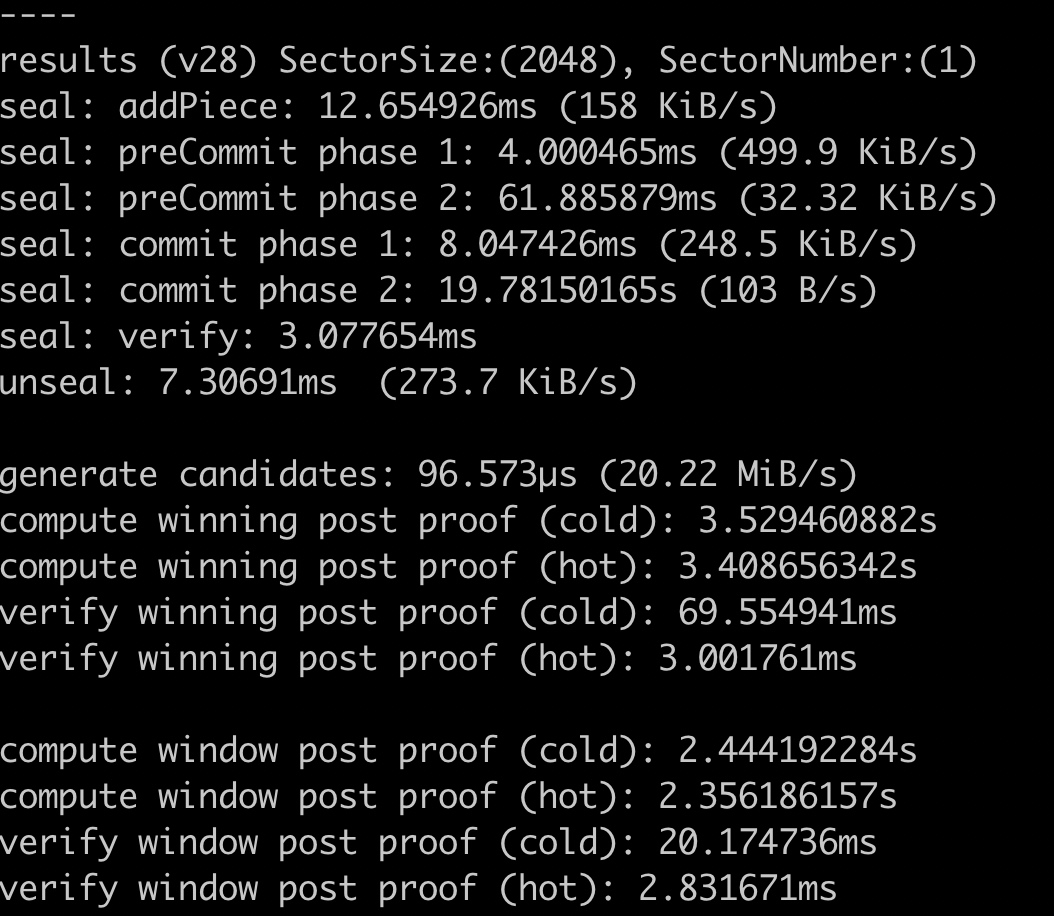 ----
results (v28) SectorSize:(2048), SectorNumber:(1)
seal: addPiece: 12.654926ms (158 KiB/s)
seal: preCommit phase 1: 4.000465ms (499.9 KiB/s)
seal: preCommit phase 2: 61.885879ms (32.32 KiB/s)
seal: commit phase 1: 8.047426ms (248.5 KiB/s)
seal: commit phase 2: 19.78150165s (103 B/s)
seal: verify: 3.077654ms
unseal: 7.30691ms  (273.7 KiB/s)

generate candidates: 96.573µs (20.22 MiB/s)
compute winning post proof (cold): 3.529460882s
compute winning post proof (hot): 3.408656342s
verify winning post proof (cold): 69.554941ms
verify winning post proof (hot): 3.001761ms

compute window post proof (cold): 2.444192284s
compute window post proof (hot): 2.356186157s
verify window post proof (cold): 20.174736ms
verify window post proof (hot): 2.831671ms